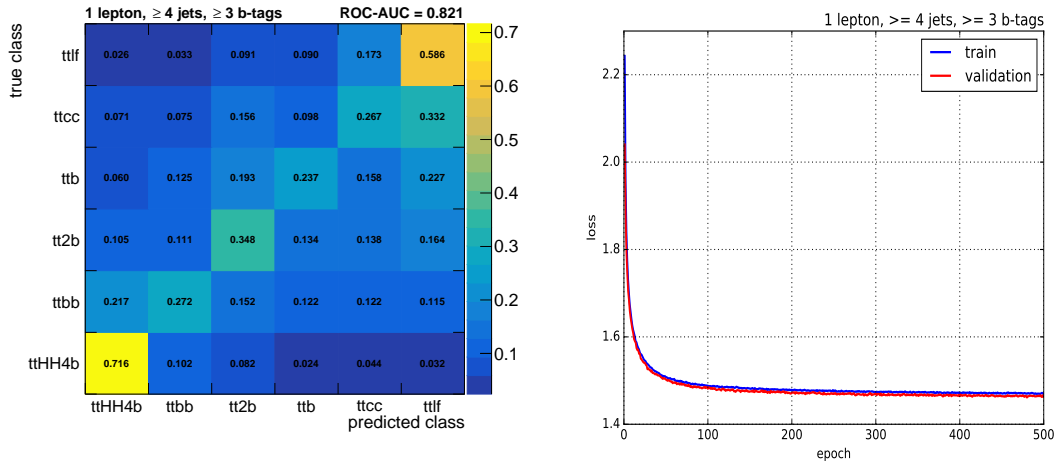 1 lepton, ≥ 4 jets, ≥ 3 b-tags ROC-AUC = 0.821
true class
ttlf 0.026 0.033 0.091 0.090 0.173 0.586
ttcc 0.071 0.075 0.156 0.098 0.267 0.332
ttb 0.060 0.125 0.193 0.237 0.158 0.227
tt2b 0.105 0.111 0.348 0.134 0.138 0.164
ttbb 0.217 0.272 0.152 0.122 0.122 0.115
ttHH4b 0.716 0.102 0.082 0.024 0.044 0.032
ttHH4b ttbb tt2b ttb ttcc ttlf
predicted class
0.7
0.6
0.5
0.4
0.3
0.2
0.1
1 lepton, >= 4 jets, >= 3 b-tags
train
validation
loss
2.2
2.0
1.8
1.6
1.4
0 100 200 300 400 500
epoch